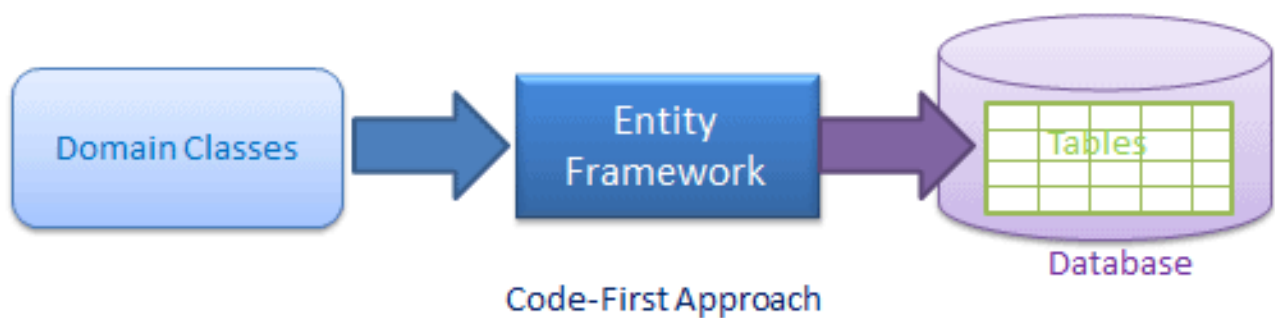 Domain Classes
Entity
Framework
Tables
Database
Code-First Approach